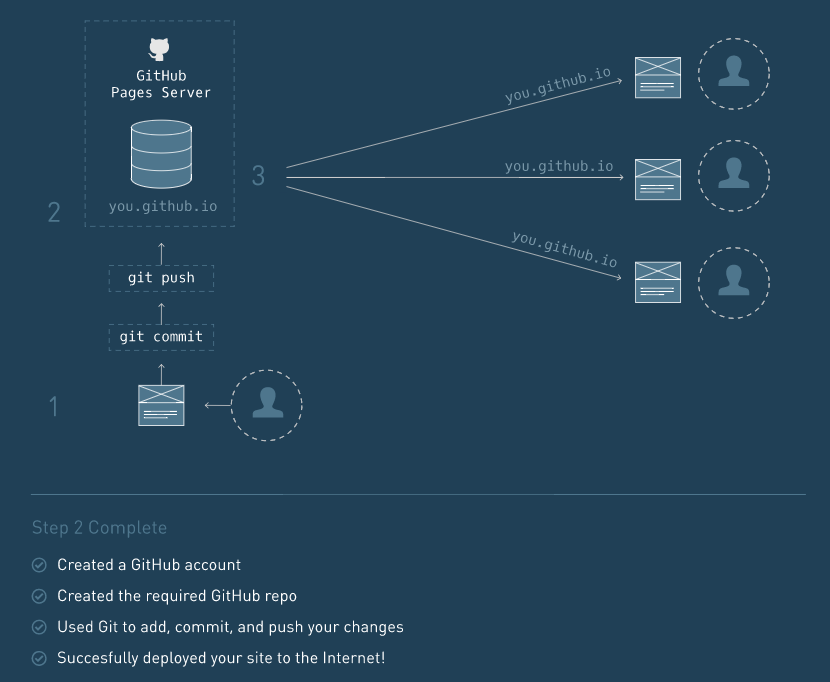 GitHub
Pages Server
you.github.io
2
git push
git commit
1
3
you.github.io
you.github.io
you.github.io
Step 2 Complete
Created a GitHub account
Created the required GitHub repo
Used Git to add, commit, and push your changes
Succesfully deployed your site to the Internet!